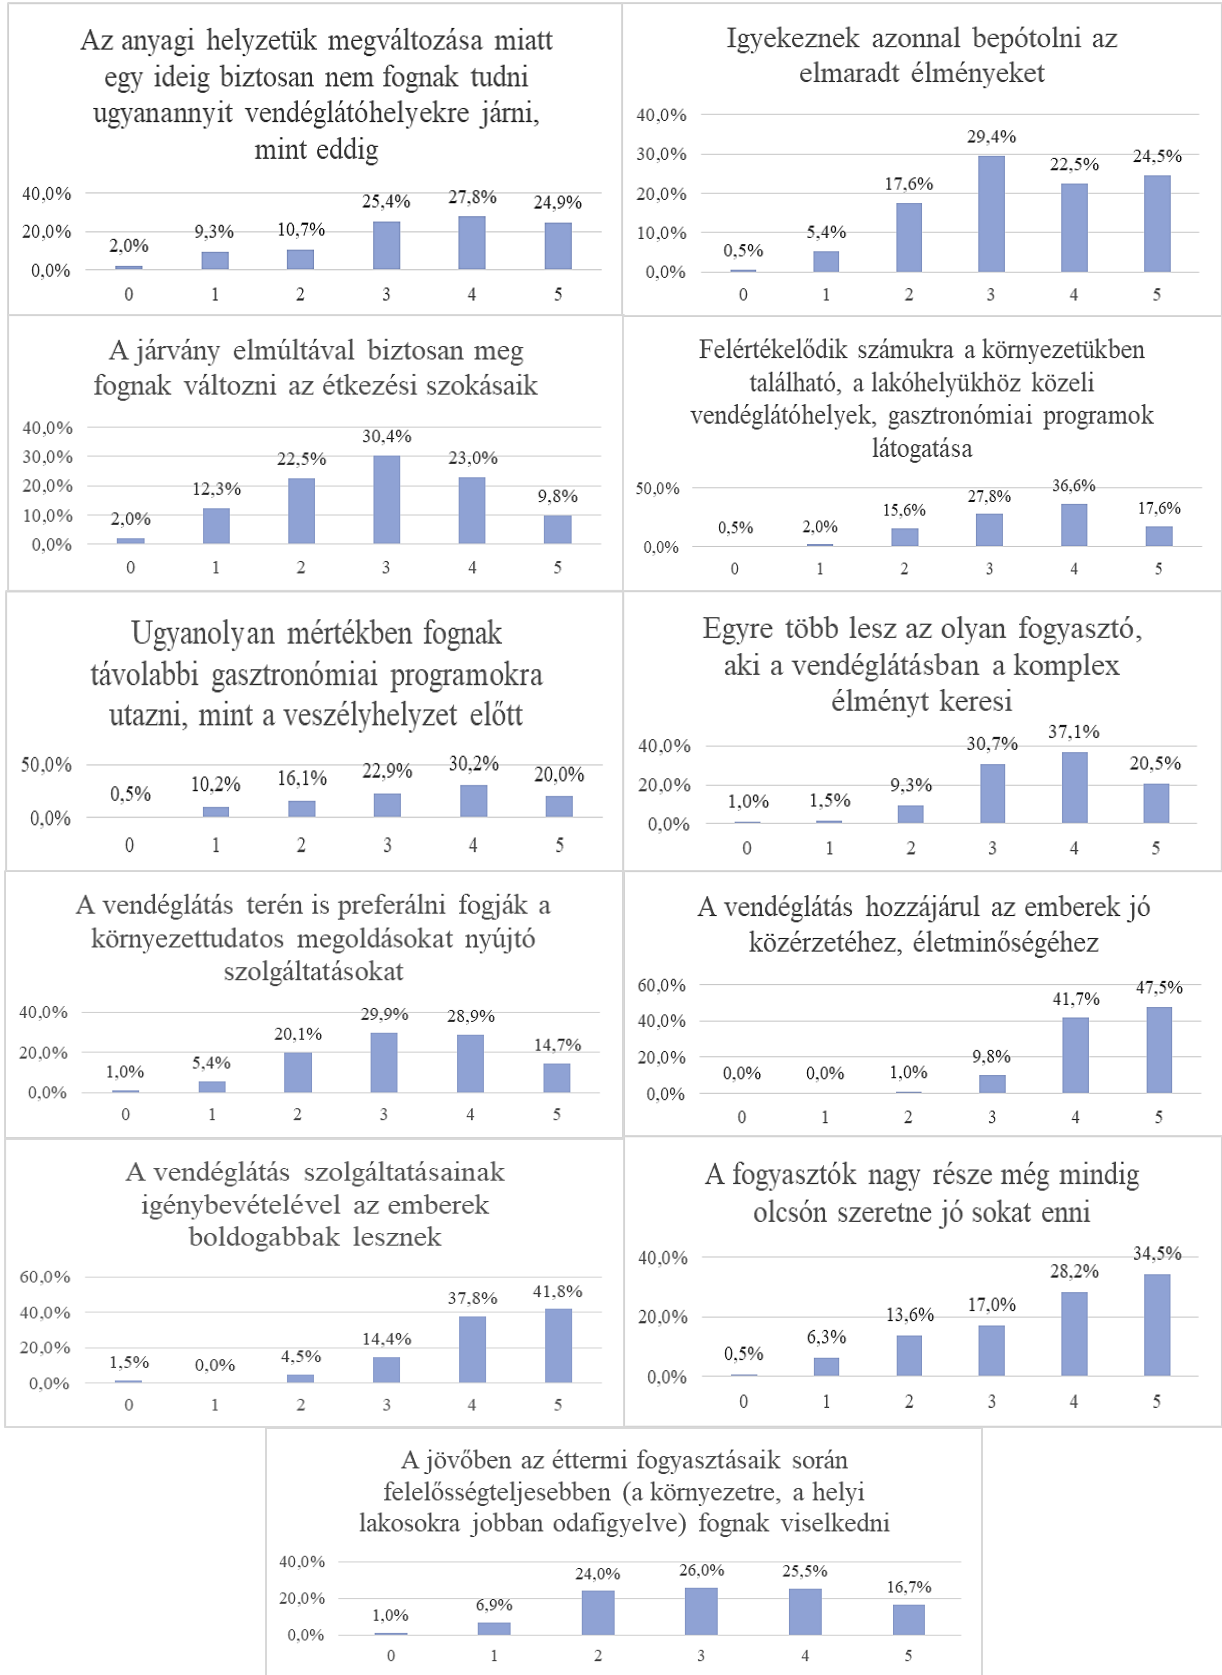 Az anyagi helyzetük megváltozása miatt
egy ideig biztosan nem fognak tudni
ugyanannyit vendéglátóhelyekre járni,
mint eddig
40,0%
20,0%
0,0%
2,0%
9,3%
10,7%
25,4%
27,8%
24,9%
0 1 2 3 4 5
Igyekeznek azonnal bepótolni az
elmaradt élményeket
40,0%
30,0%
20,0%
10,0%
0,0%
0,5%
5,4%
17,6%
29,4%
22,5%
24,5%
0 1 2 3 4 5
A járvány elmúltával biztosan meg
fognak változni az étkezési szokásaik
40,0%
30,0%
20,0%
10,0%
0,0%
2,0%
12,3%
22,5%
30,4%
23,0%
9,8%
0 1 2 3 4 5
Felértékelődik számukra a környezetükben
található, a lakóhelyükhöz közeli
vendéglátóhelyek, gasztronómiai programok
látogatása
50,0%
0,0%
0,5%
2,0%
15,6%
27,8%
36,6%
17,6%
0 1 2 3 4 5
Ugyanolyan mértékben fognak
távolabbi gasztronómiai programokra
utazni, mint a veszélyhelyzet előtt
50,0%
0,0%
0,5%
10,2%
16,1%
22,9%
30,2%
20,0%
0 1 2 3 4 5
Egyre több lesz az olyan fogyasztó,
aki a vendéglátásban a komplex
élményt keresi
40,0%
20,0%
0,0%
1,0%
1,5%
9,3%
30,7%
37,1%
20,5%
0 1 2 3 4 5
A vendéglátás terén is preferálni fogják a
környezettudatos megoldásokat nyújtó
szolgáltatásokat
40,0%
20,0%
0,0%
1,0%
5,4%
20,1%
29,9%
28,9%
14,7%
0 1 2 3 4 5
A vendéglátás hozzájárul az emberek jó
közérzetéhez, életminőségéhez
60,0%
40,0%
20,0%
0,0%
0,0%
0,0%
1,0%
9,8%
41,7%
47,5%
0 1 2 3 4 5
A vendéglátás szolgáltatásainak
igénybevételével az emberek
boldogabbak lesznek
60,0%
40,0%
20,0%
0,0%
1,5%
0,0%
4,5%
14,4%
37,8%
41,8%
0 1 2 3 4 5
A fogyasztók nagy része még mindig
olcsón szeretne jó sokat enni
40,0%
20,0%
0,0%
0,5%
6,3%
13,6%
17,0%
28,2%
34,5%
0 1 2 3 4 5
A jövőben az éttermi fogyasztásaik során
felelősségteljesebben (a környezetre, a helyi
lakosokra jobban odafigyelve) fognak viselkedni
40,0%
20,0%
0,0%
1,0%
6,9%
24,0%
26,0%
25,5%
16,7%
0 1 2 3 4 5